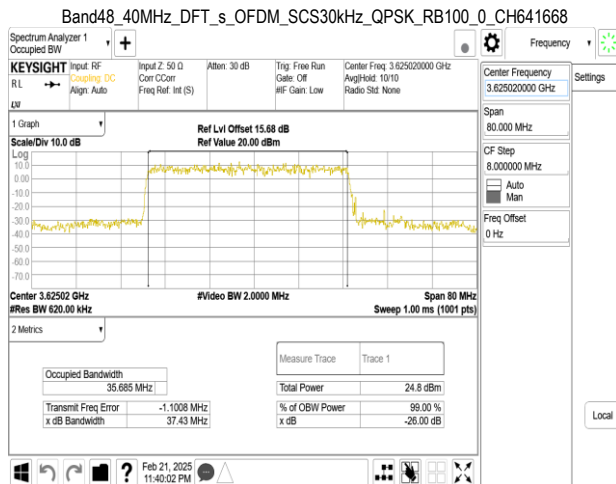 Band48_40MHz_DFT_s_OFDM_SCS30kHz_QPSK_RB100_0_CH641668
Spectrum Analyzer 1
Occupied BW
Frequency
KEYSIGHT
Input: RF
Input Z: 50 Ω
Atten: 30 dB
Trig: Free Run
Center Freq: 3.625020000 GHz
RL
Coupling: DC
Corr CCorr
Gate: Off
Avg|Hold: 10/10
Align: Auto
Freq Ref: Int (S)
#IF Gain: Low
Radio Std: None
Center Frequency
3.625020000 GHz
Settings
Span
80.000 MHz
CF Step
8.000000 MHz
Auto
Man
Freq Offset
0 Hz
1 Graph
Ref Lvl Offset 15.68 dB
Scale/Div 10.0 dB
Ref Value 20.00 dBm
Log
10.0
0.00
-10.0
-20.0
-30.0
-40.0
-50.0
-60.0
-70.0
Center 3.62502 GHz
#Video BW 2.0000 MHz
Span 80 MHz
#Res BW 620.00 kHz
Sweep 1.00 ms (1001 pts)
2 Metrics
Measure Trace
Trace 1
Occupied Bandwidth
35.685 MHz
Total Power
24.8 dBm
Transmit Freq Error
-1.1008 MHz
% of OBW Power
99.00 %
x dB Bandwidth
37.43 MHz
x dB
-26.00 dB
Local
Feb 21, 2025
11:40:02 PM